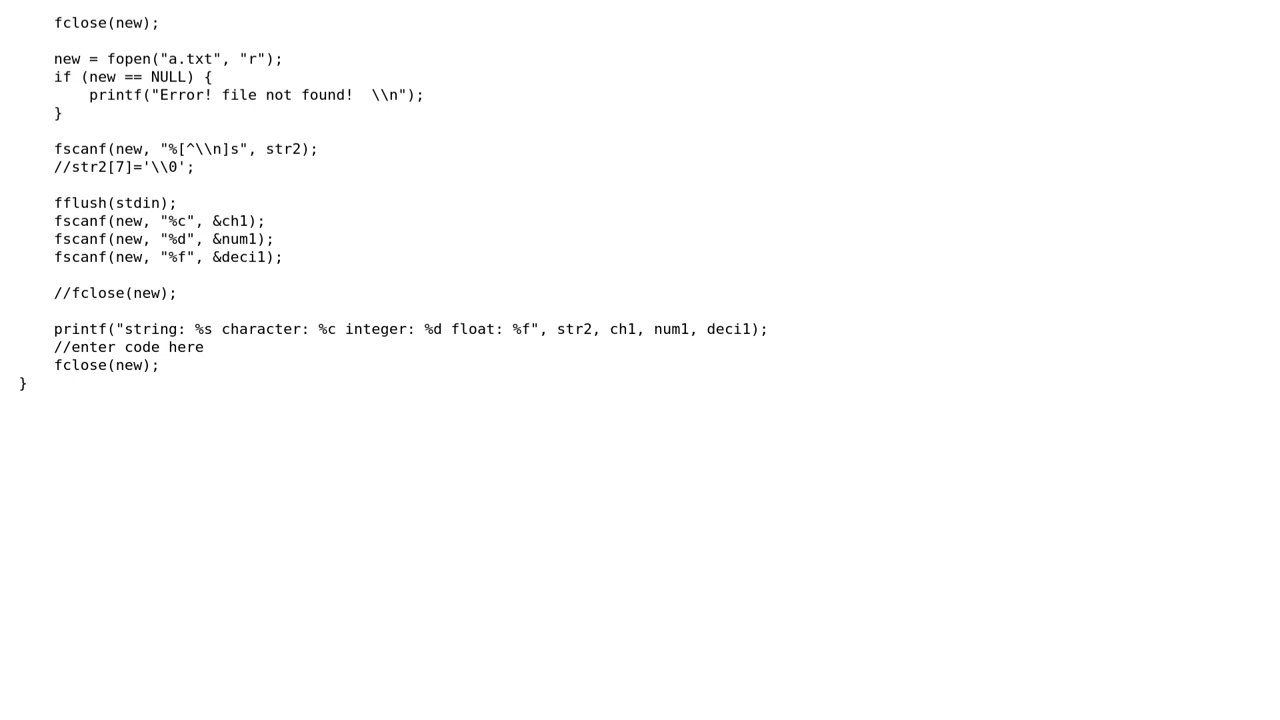 fclose(new);

    new = fopen("a.txt", "r");
    if (new == NULL) {
        printf("Error! file not found!  \\n");
    }

    fscanf(new, "%[^\\n]s", str2);
    //str2[7]='\\0';

    fflush(stdin);
    fscanf(new, "%c", &ch1);
    fscanf(new, "%d", &num1);
    fscanf(new, "%f", &deci1);

    //fclose(new);

    printf("string: %s character: %c integer: %d float: %f", str2, ch1, num1, deci1);
    //enter code here
    fclose(new);
}